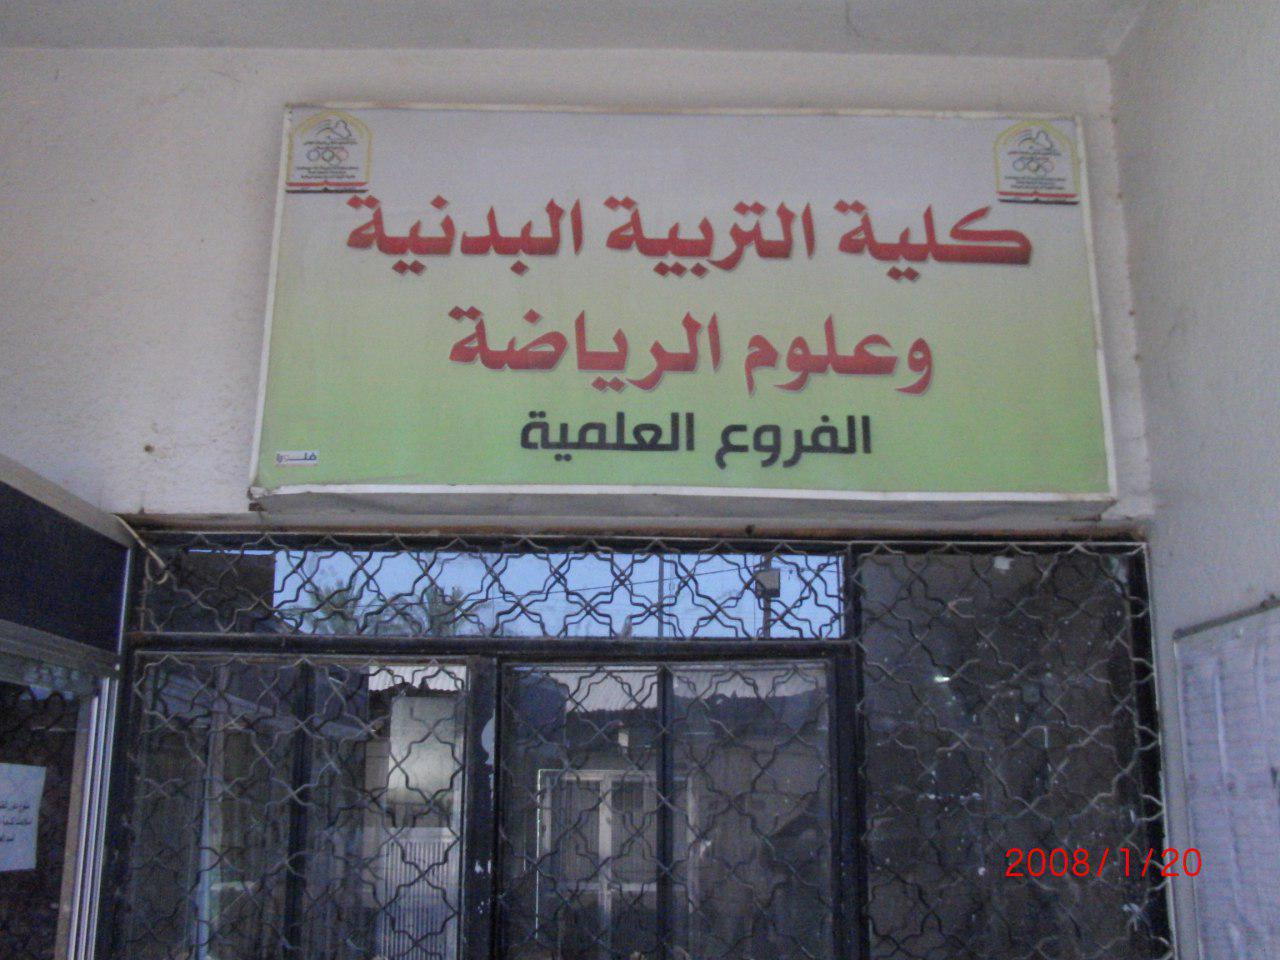 كلية التربية البدنية
وعلوم الرياضة
الفروع العلمية
2008/1/20